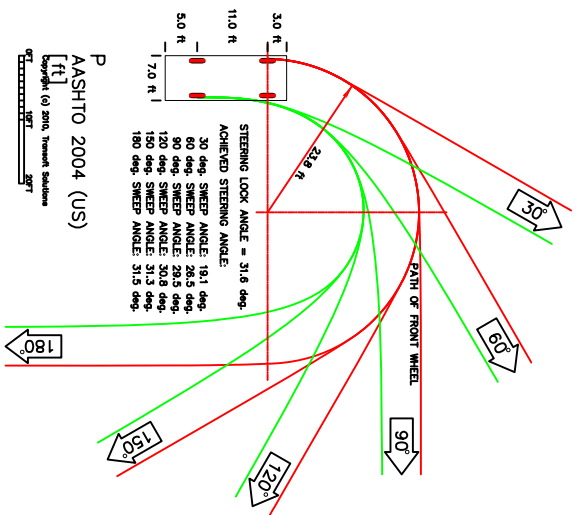 5.0 ft
11.0 ft
3.0 ft
7.0 ft
23.8 ft
30°
60°
90°
120°
150°
180°
PATH OF FRONT WHEEL
STEERING LOCK ANGLE = 31.6 deg.
ACHIEVED STEERING ANGLE:
30 deg. SWEEP ANGLE: 19.1 deg.
60 deg. SWEEP ANGLE: 26.5 deg.
90 deg. SWEEP ANGLE: 29.5 deg.
120 deg. SWEEP ANGLE: 30.8 deg.
150 deg. SWEEP ANGLE: 31.3 deg.
180 deg. SWEEP ANGLE: 31.5 deg.
P
AASHTO 2004 (US)
[ft]
Copyright (c) 2010, Transoft Solutions
0FT 10FT 20FT